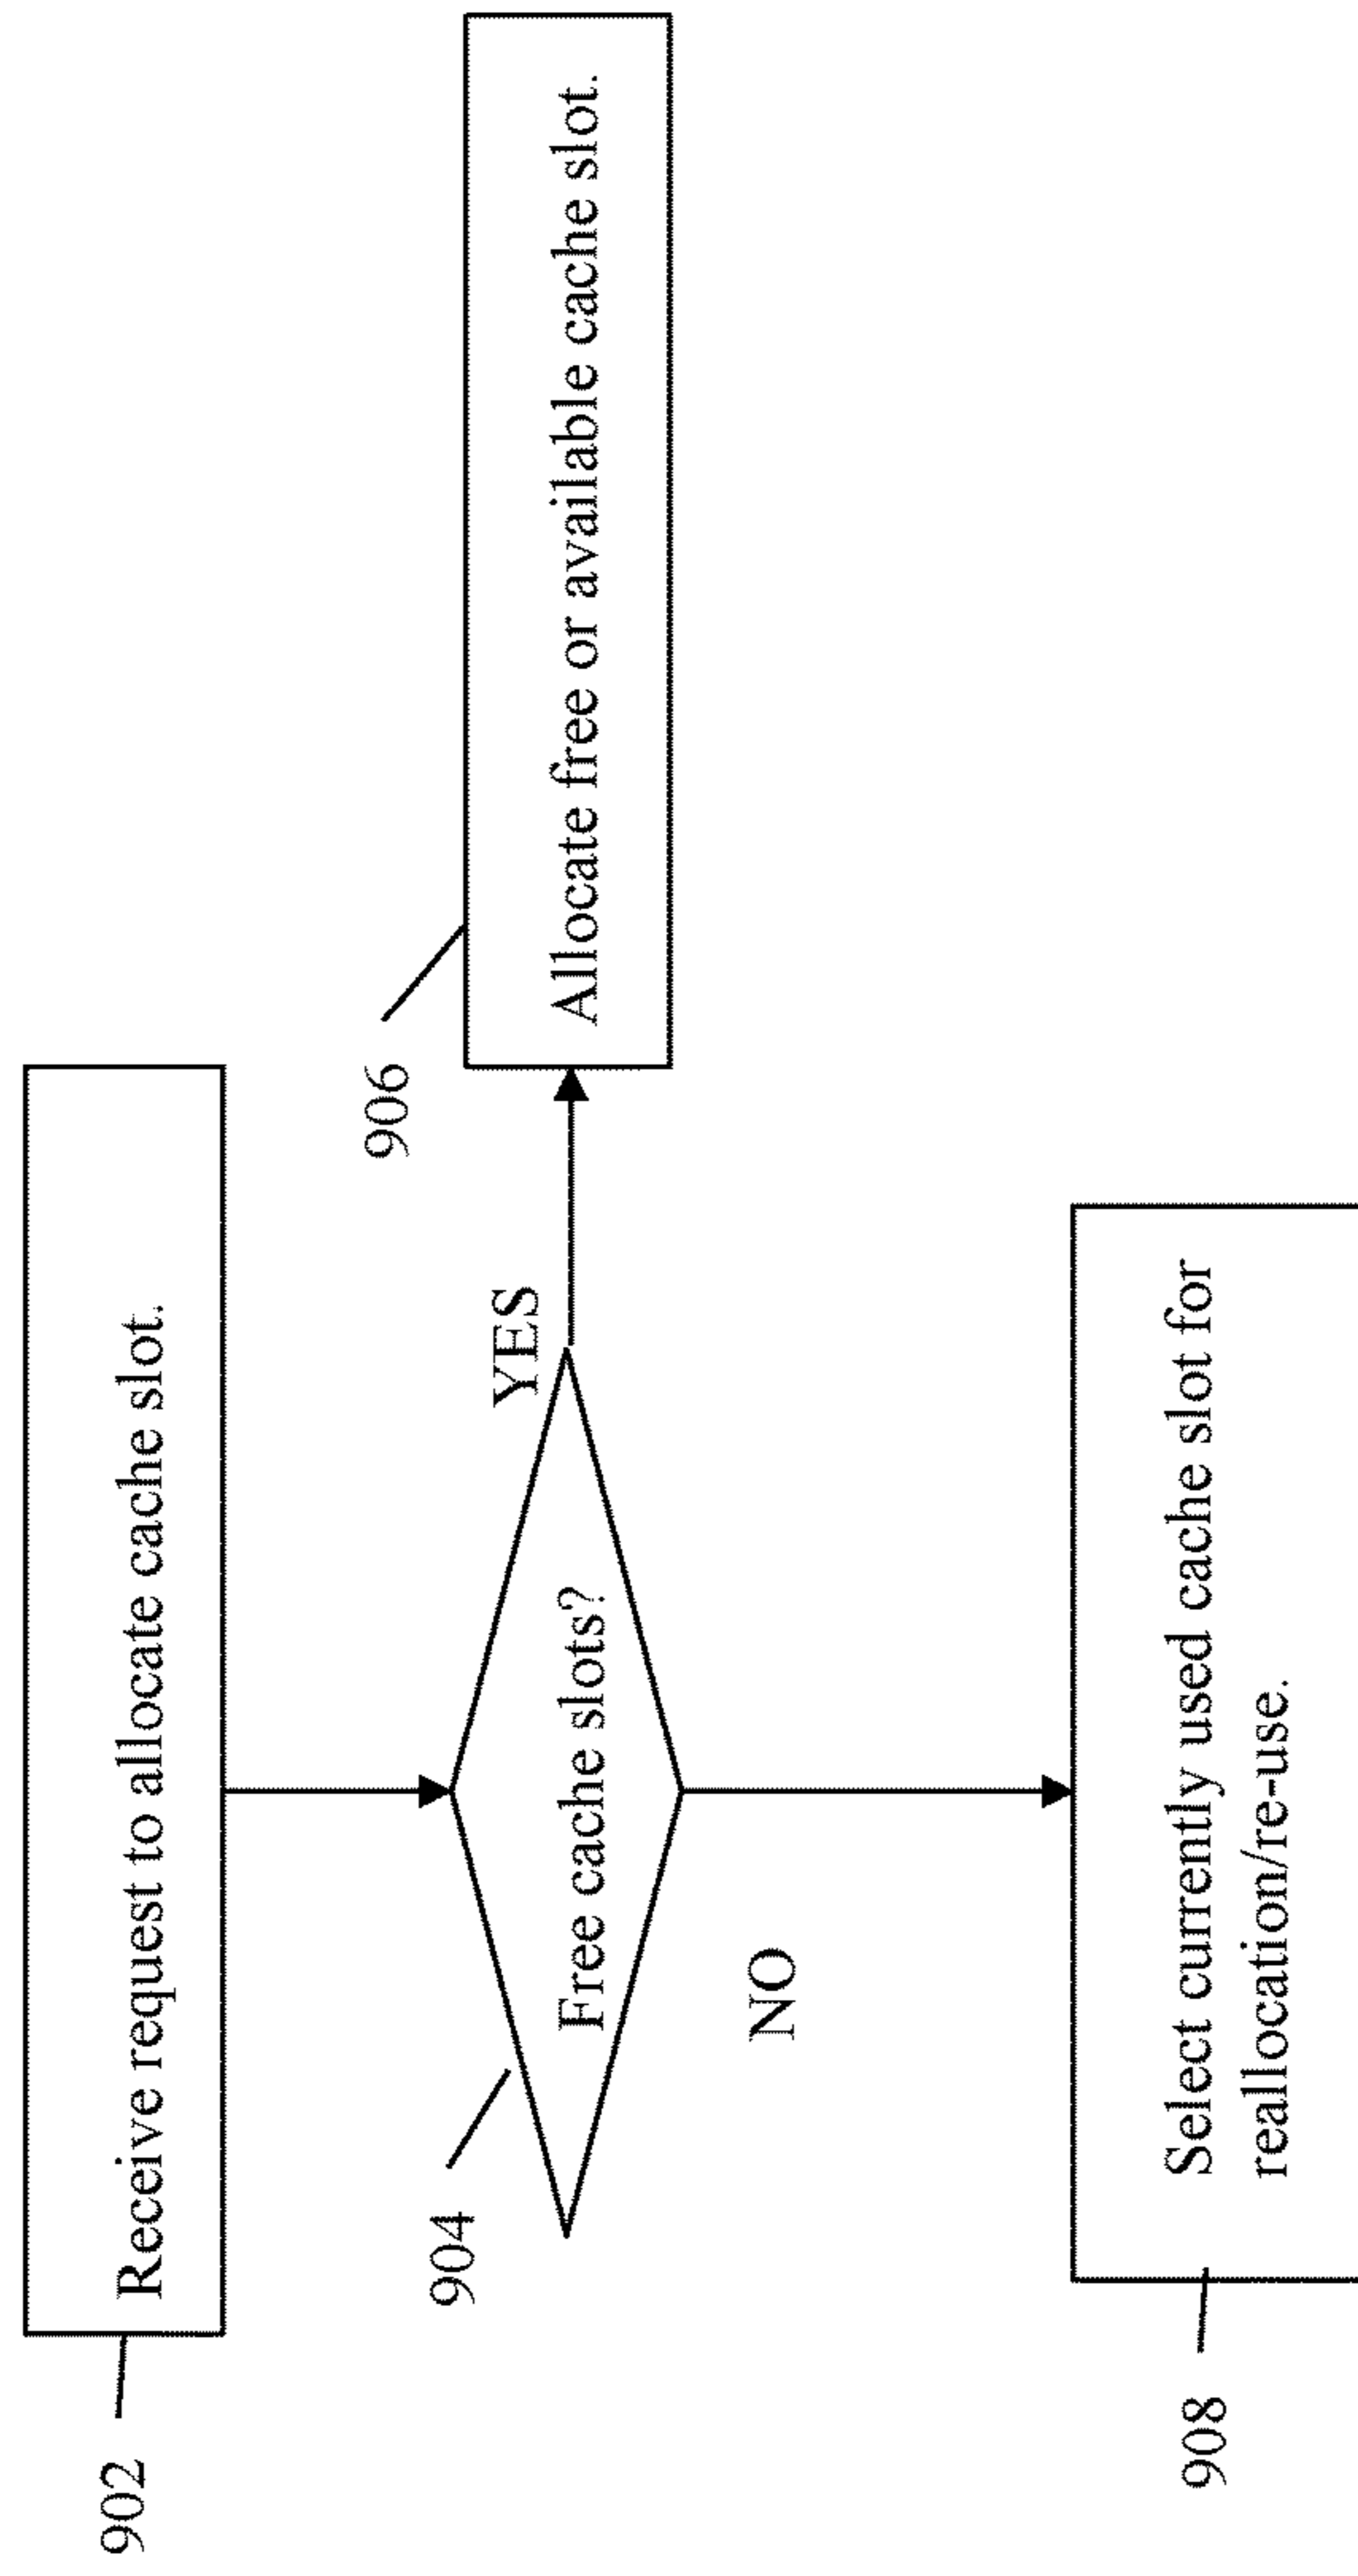 902
Receive request to allocate cache slot.
904
Free cache slots?
YES
906
Allocate free or available cache slot.
NO
908
Select currently used cache slot for
reallocation/re-use.